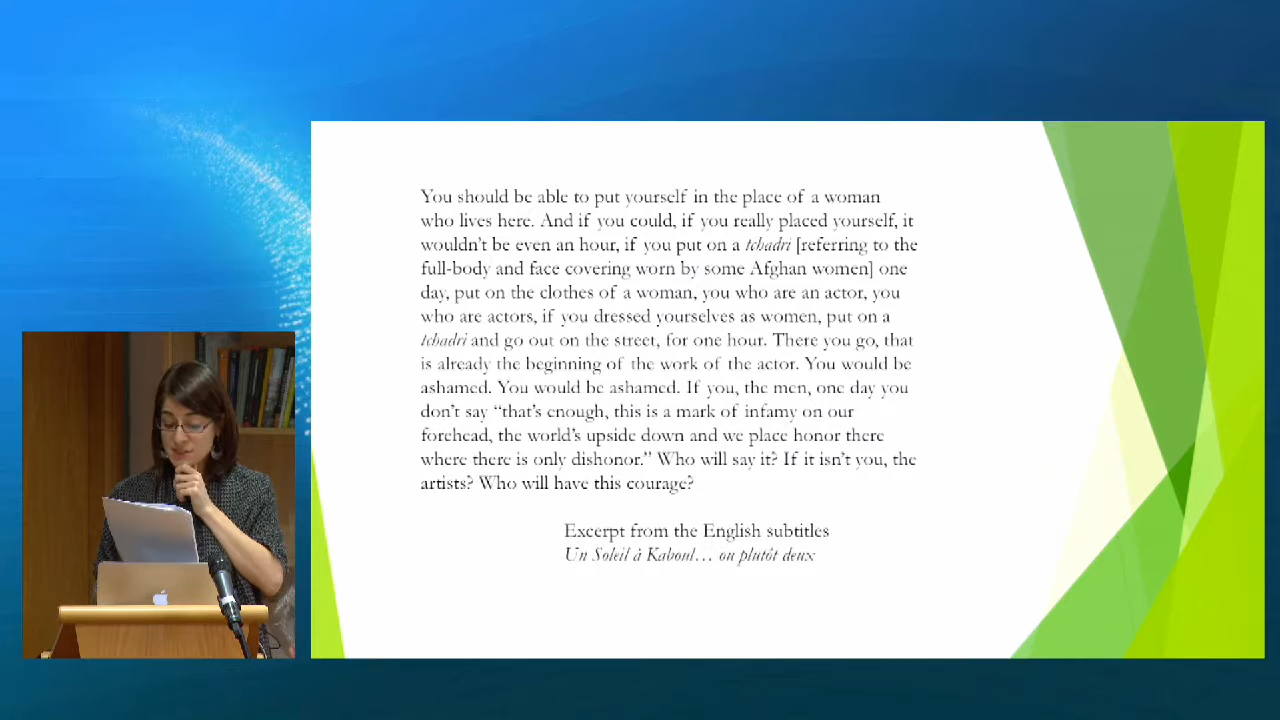 You should be able to put yourself in the place of a woman
who lives here. And if you could, if you really placed yourself, it
wouldn't be even an hour, if you put on a tchadri [referring to the
full-body and face covering worn by some Afghan women] one
day, put on the clothes of a woman, you who are an actor, you
who are actors, if you dressed yourselves as women, put on a
tchadri and go out on the street, for one hour. There you go, that
is already the beginning of the work of the actor. You would be
ashamed. You would be ashamed. If you, the men, one day you
don't say “that's enough, this is a mark of infamy on our
forehead, the world's upside down and we place honor there
where there is only dishonor.” Who will say it? If it isn't you, the
artists? Who will have this courage?
Excerpt from the English subtitles
Un Soleil à Kaboul… ou plutôt deux